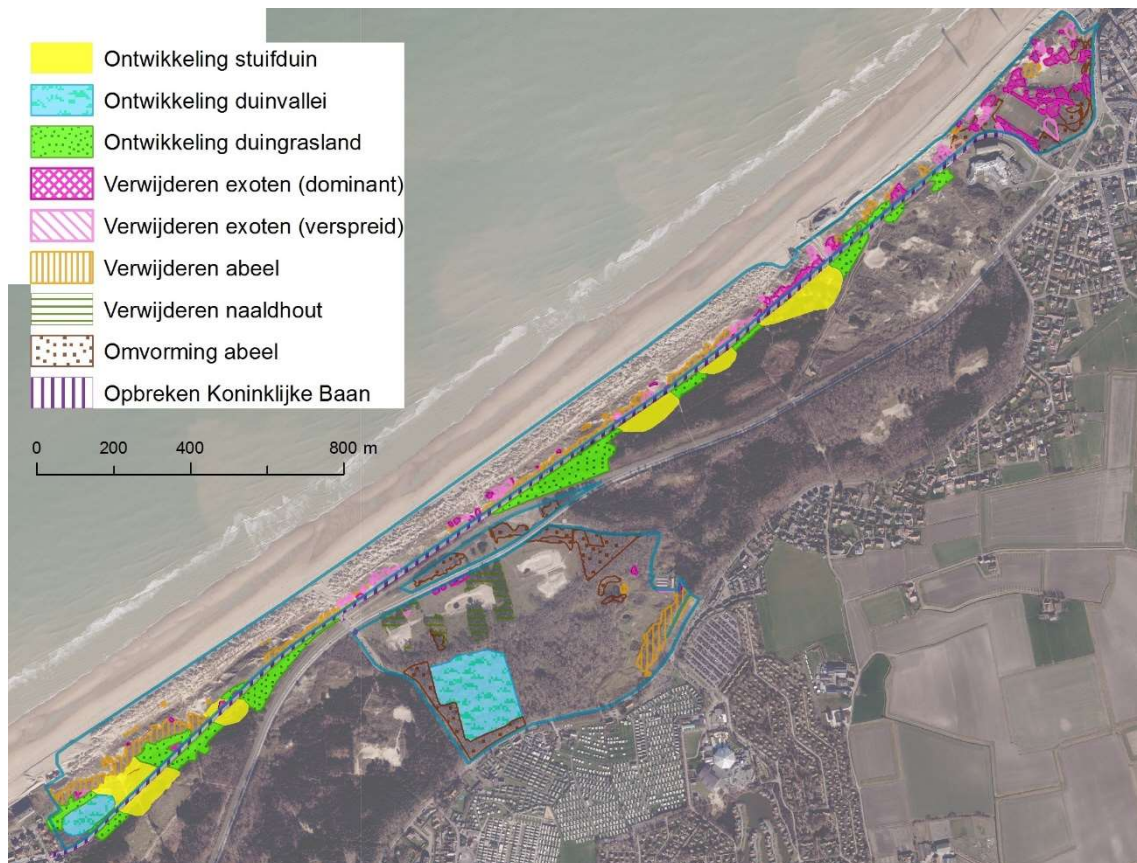 Ontwikkeling stuifduin
Ontwikkeling duinvallei
Ontwikkeling duingrasland
Verwijderen exoten (dominant)
Verwijderen exoten (verspreid)
Verwijderen abeel
Verwijderen naaldhout
Omvorming abeel
Opbreken Koninklijke Baan
0 200 400 800 m